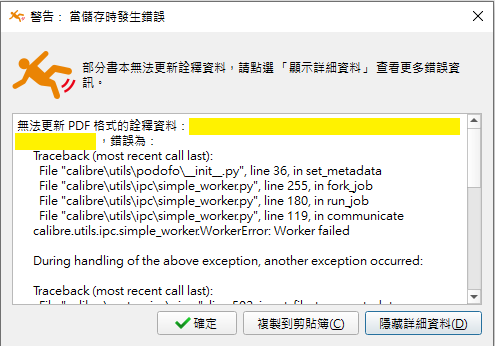 警告： 當儲存時發生錯誤
部分書本無法更新詮釋資料，請點選 「顯示詳細資料」 查看更多錯誤資
訊。
無法更新 PDF 格式的詮釋資料：
，錯誤為：
Traceback (most recent call last):
File "calibre\utils\podofo\__init__.py", line 36, in set_metadata
File "calibre\utils\ipc\simple_worker.py", line 255, in fork_job
File "calibre\utils\ipc\simple_worker.py", line 180, in run_job
File "calibre\utils\ipc\simple_worker.py", line 119, in communicate
calibre.utils.ipc.simple_worker.WorkerError: Worker failed
During handling of the above exception, another exception occurred:
Traceback (most recent call last):
確定
複製到剪貼簿(C)
隱藏詳細資料(D)